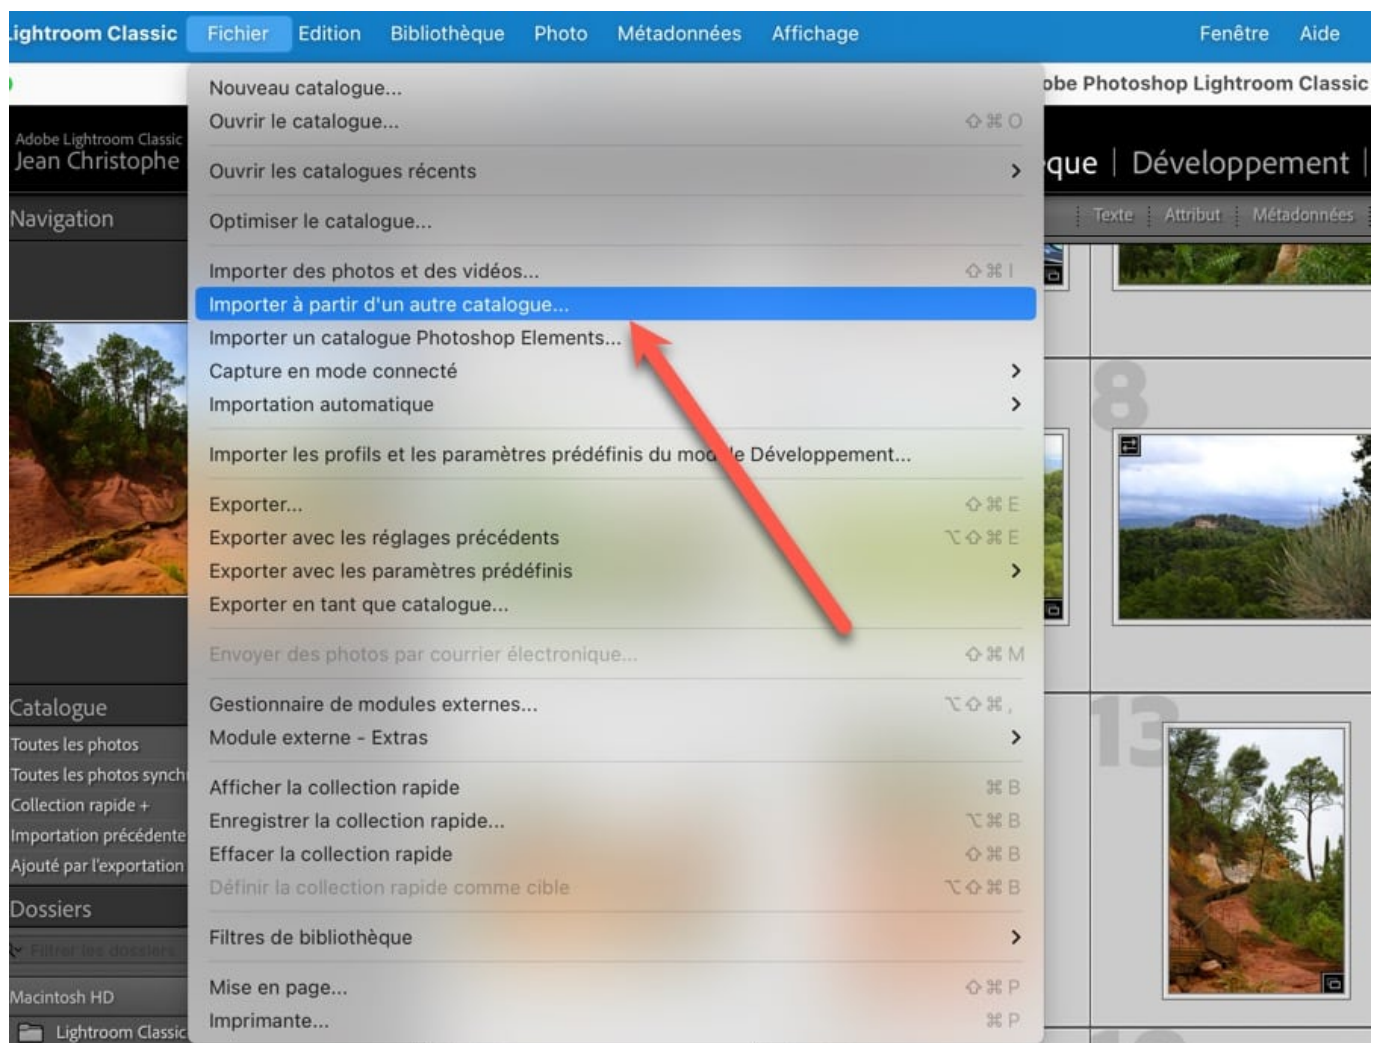 Lightroom Classic Fichier Edition Bibliothèque Photo Métadonnées Affichage Fenêtre Aide
obe Photoshop Lightroom Classic
Adobe Lightroom Classic
Jean Christophe
que | Développement |
Navigation
Texte Attribut Métadonnées
Nouveau catalogue...
Ouvrir le catalogue... ⇧⌘O
Ouvrir les catalogues récents >
Optimiser le catalogue...
Importer des photos et des vidéos... ⇧⌘I
Importer à partir d'un autre catalogue...
Importer un catalogue Photoshop Elements...
Capture en mode connecté >
Importation automatique >
Importer les profils et les paramètres prédéfinis du module Développement...
Exporter... ⇧⌘E
Exporter avec les réglages précédents ⌥⇧⌘E
Exporter avec les paramètres prédéfinis >
Exporter en tant que catalogue...
Envoyer des photos par courrier électronique... ⇧⌘M
Gestionnaire de modules externes... ⌥⇧⌘,
Module externe - Extras >
Afficher la collection rapide ⌘B
Enregistrer la collection rapide... ⌥⌘B
Effacer la collection rapide ⇧⌘B
Définir la collection rapide comme cible ⌥⇧⌘B
Filtres de bibliothèque >
Mise en page... ⇧⌘P
Imprimante... ⌘P
8
13
Catalogue
Toutes les photos
Toutes les photos synch
Collection rapide +
Importation précédente
Ajouté par l'exportation
Dossiers
Filtrer les dossiers
Macintosh HD
Lightroom Classic